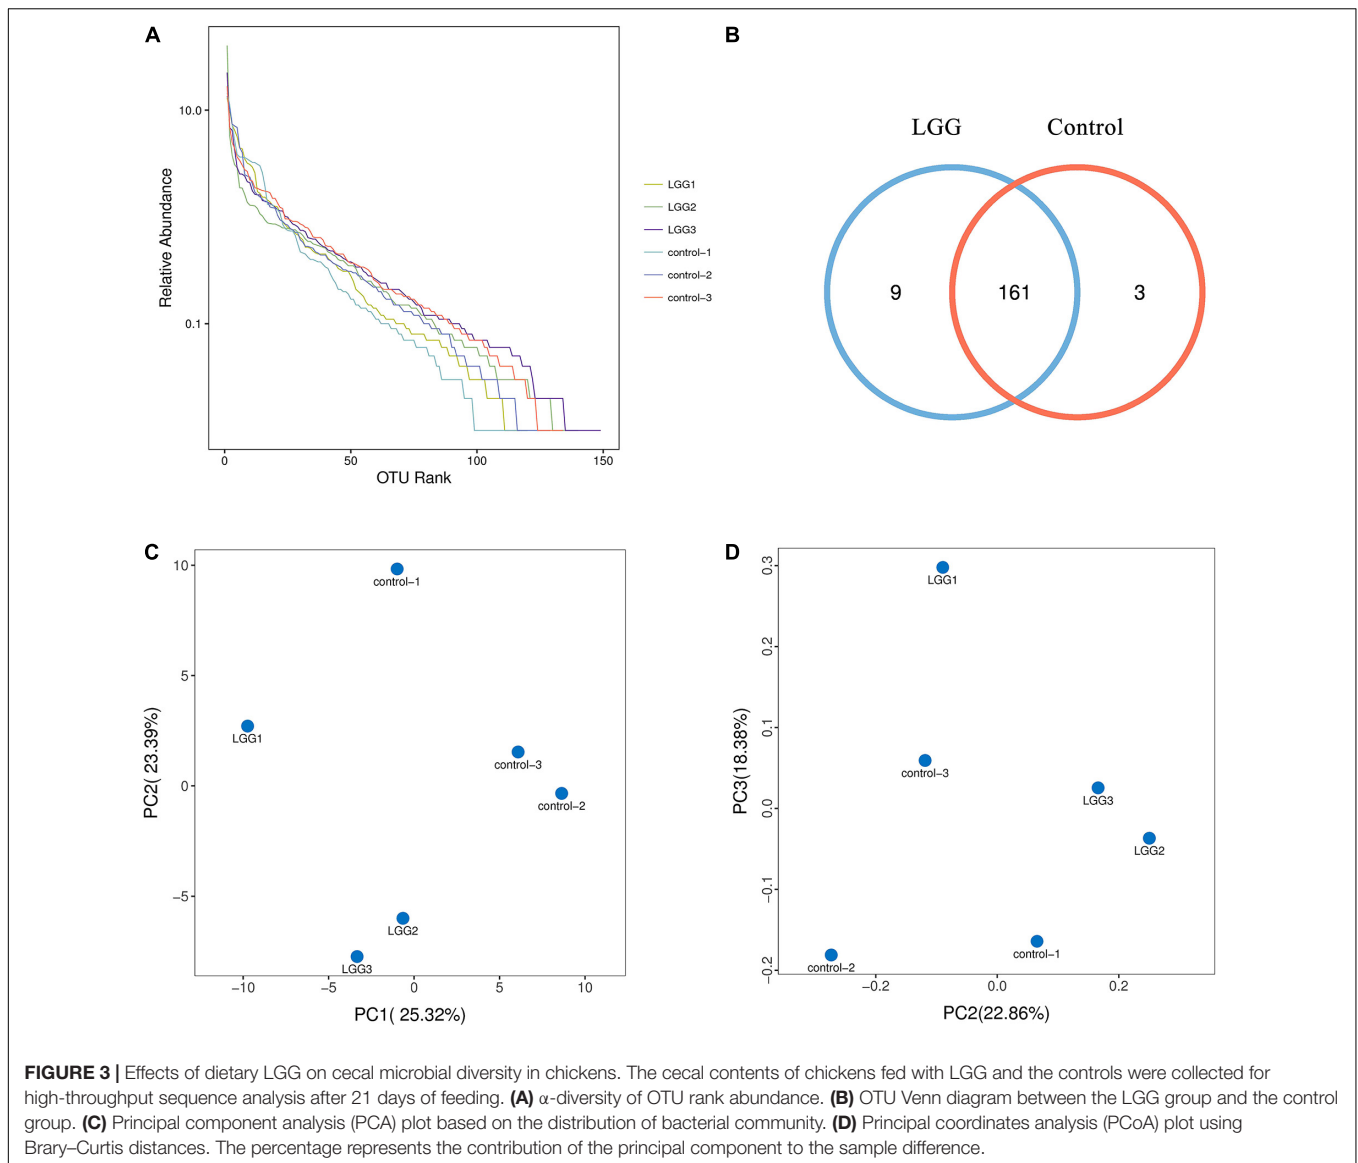 A
10.0
0.1
Relative Abundance
0
50
100
150
OTU Rank
LGG1
LGG2
LGG3
control-1
control-2
control-3
B
LGG
Control
9
161
3
C
10
5
0
−5
PC2( 23.39%)
control-1
LGG1
control-3
control-2
LGG2
LGG3
−10
−5
0
5
10
PC1( 25.32%)
D
0.3
0.2
0.1
0.0
−0.1
−0.2
PC3(18.38%)
LGG1
control-3
LGG3
LGG2
control-1
control-2
−0.2
0.0
0.2
PC2(22.86%)
FIGURE 3 | Effects of dietary LGG on cecal microbial diversity in chickens. The cecal contents of chickens fed with LGG and the controls were collected for
high-throughput sequence analysis after 21 days of feeding. (A) α-diversity of OTU rank abundance. (B) OTU Venn diagram between the LGG group and the control
group. (C) Principal component analysis (PCA) plot based on the distribution of bacterial community. (D) Principal coordinates analysis (PCoA) plot using
Brary–Curtis distances. The percentage represents the contribution of the principal component to the sample difference.